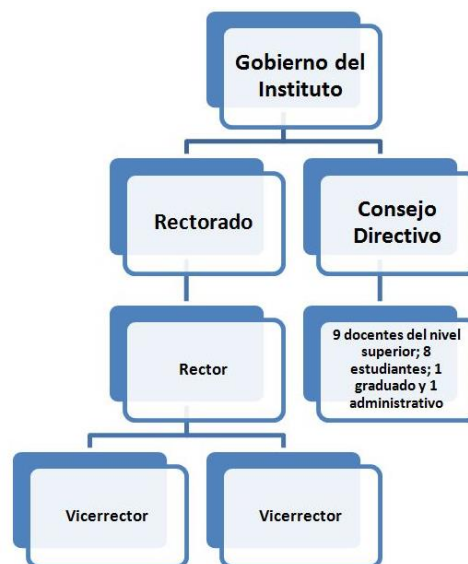 Gobierno del
Instituto
Rectorado
Consejo
Directivo
Rector
9 docentes del nivel
superior; 8
estudiantes; 1
graduado y 1
administrativo
Vicerrector
Vicerrector